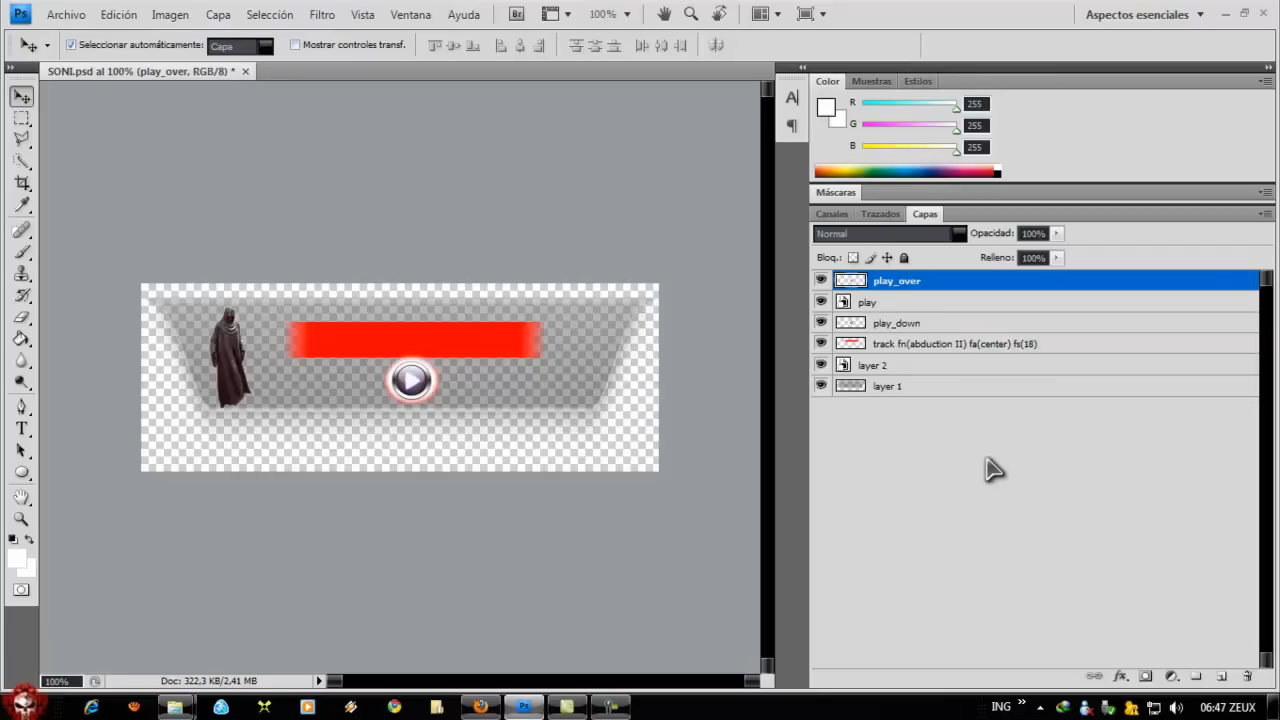 Ps Archivo Edición Imagen Capa Selección Filtro Vista Ventana Ayuda Br 100% Aspectos esenciales
Seleccionar automáticamente: Capa Mostrar controles transf.
SONI.psd al 100% (play_over, RGB/8) *
Color Muestras Estilos
R 255
G 255
B 255
Máscaras
Canales Trazados Capas
Normal Opacidad: 100%
Bloq.: Relleno: 100%
play_over
play
play_down
track fn(abduction II) fa(center) fs(18)
layer 2
layer 1
100% Doc: 322,3 KB/2,41 MB
ING 06:47 ZEUX